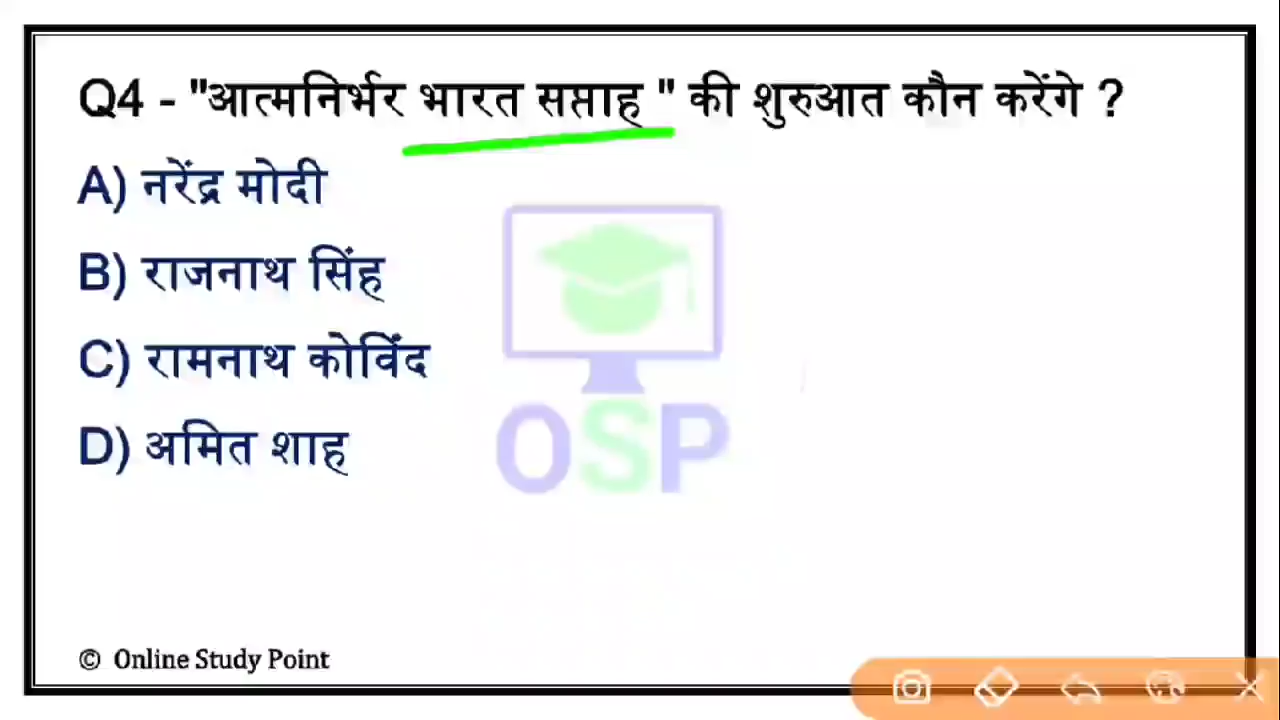 Q4 - "आत्मनिर्भर भारत सप्ताह " की शुरुआत कौन करेंगे ?
A) नरेंद्र मोदी
B) राजनाथ सिंह
C) रामनाथ कोविंद
D) अमित शाह
OSP
© Online Study Point